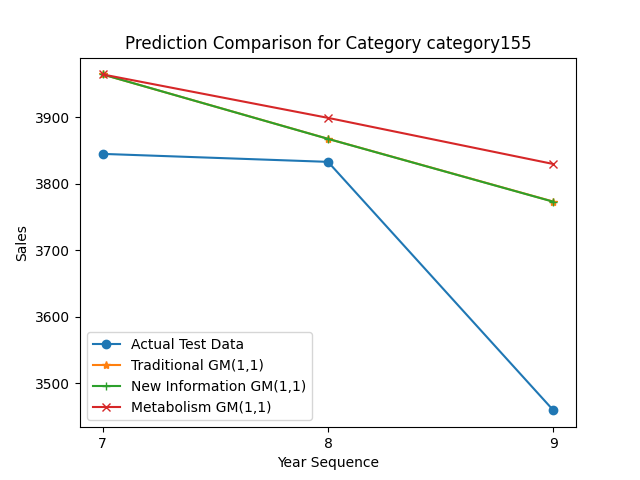 Prediction Comparison for Category category155
Sales
3900
3800
3700
3600
3500
Actual Test Data
Traditional GM(1,1)
New Information GM(1,1)
Metabolism GM(1,1)
7
8
9
Year Sequence